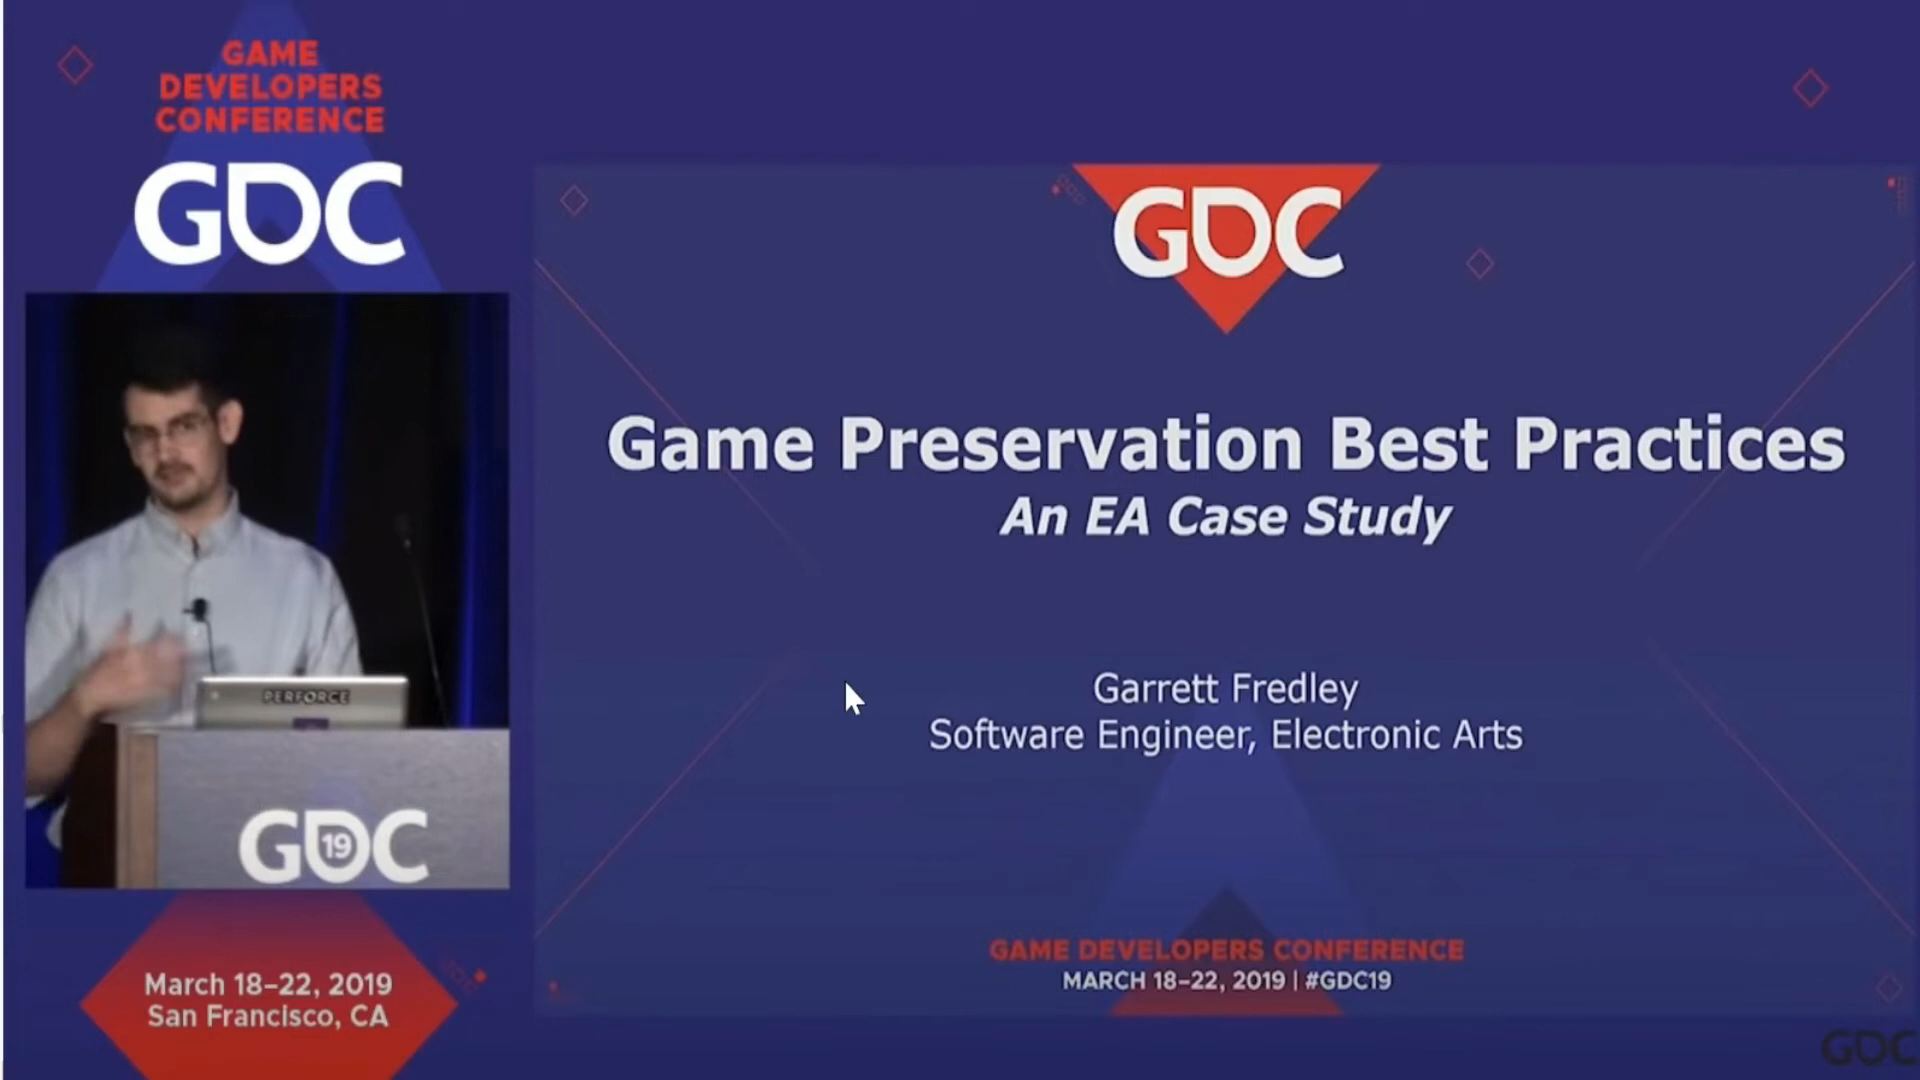 GAME
DEVELOPERS
CONFERENCE
GDC
PERFORCE
GDC
19
March 18–22, 2019
San Francisco, CA
GDC
Game Preservation Best Practices
An EA Case Study
Garrett Fredley
Software Engineer, Electronic Arts
GAME DEVELOPERS CONFERENCE
MARCH 18–22, 2019 | #GDC19
GDC